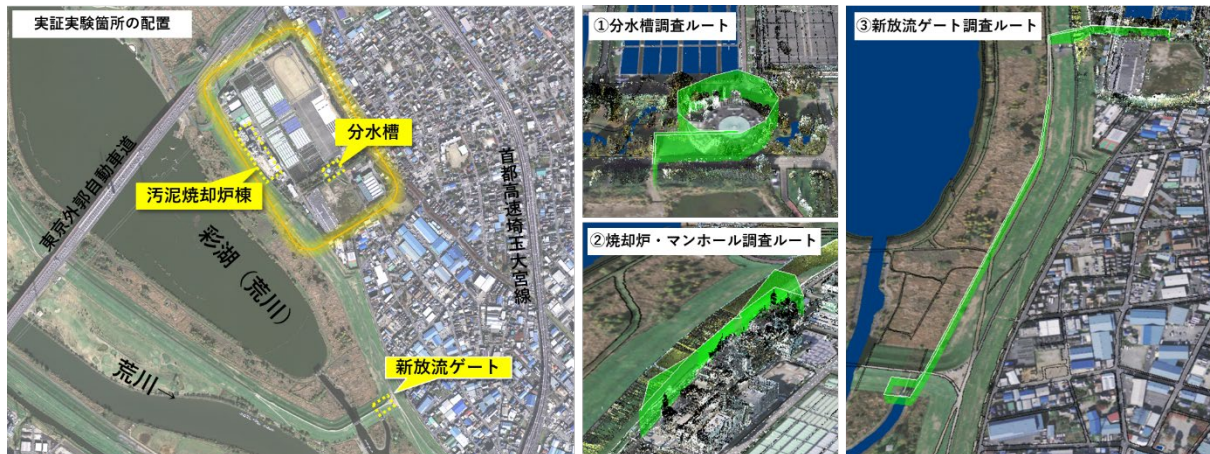 実証実験箇所の配置
東京外郭自動車道
汚泥焼却炉棟
分水槽
首都高速埼玉大宮線
彩湖（荒川）
荒川→
新放流ゲート
①分水槽調査ルート
②焼却炉・マンホール調査ルート
③新放流ゲート調査ルート